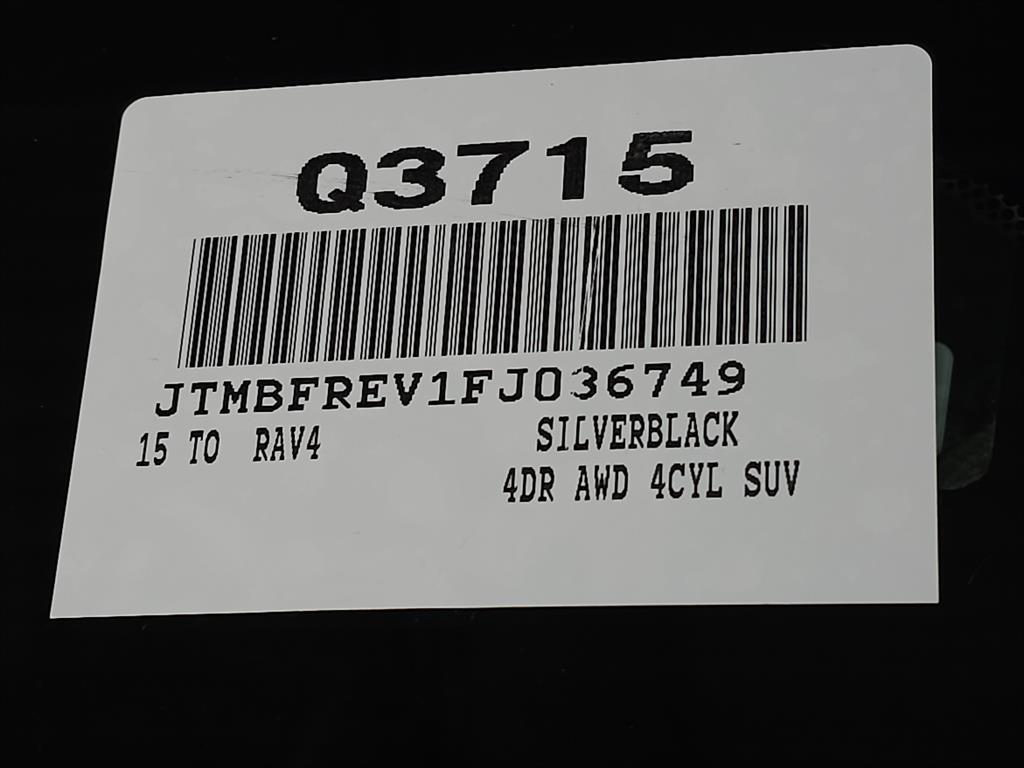 Q3715
JTMBFREV1FJ036749
15 TO RAV4 SILVERBLACK
4DR AWD 4CYL SUV